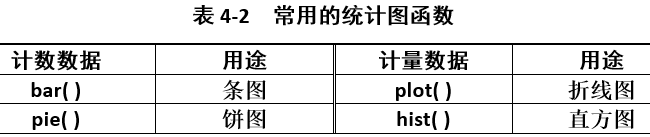 表 4-2 常用的统计图函数
计数数据 用途 计量数据 用途
bar( ) 条图 plot( ) 折线图
pie( ) 饼图 hist( ) 直方图